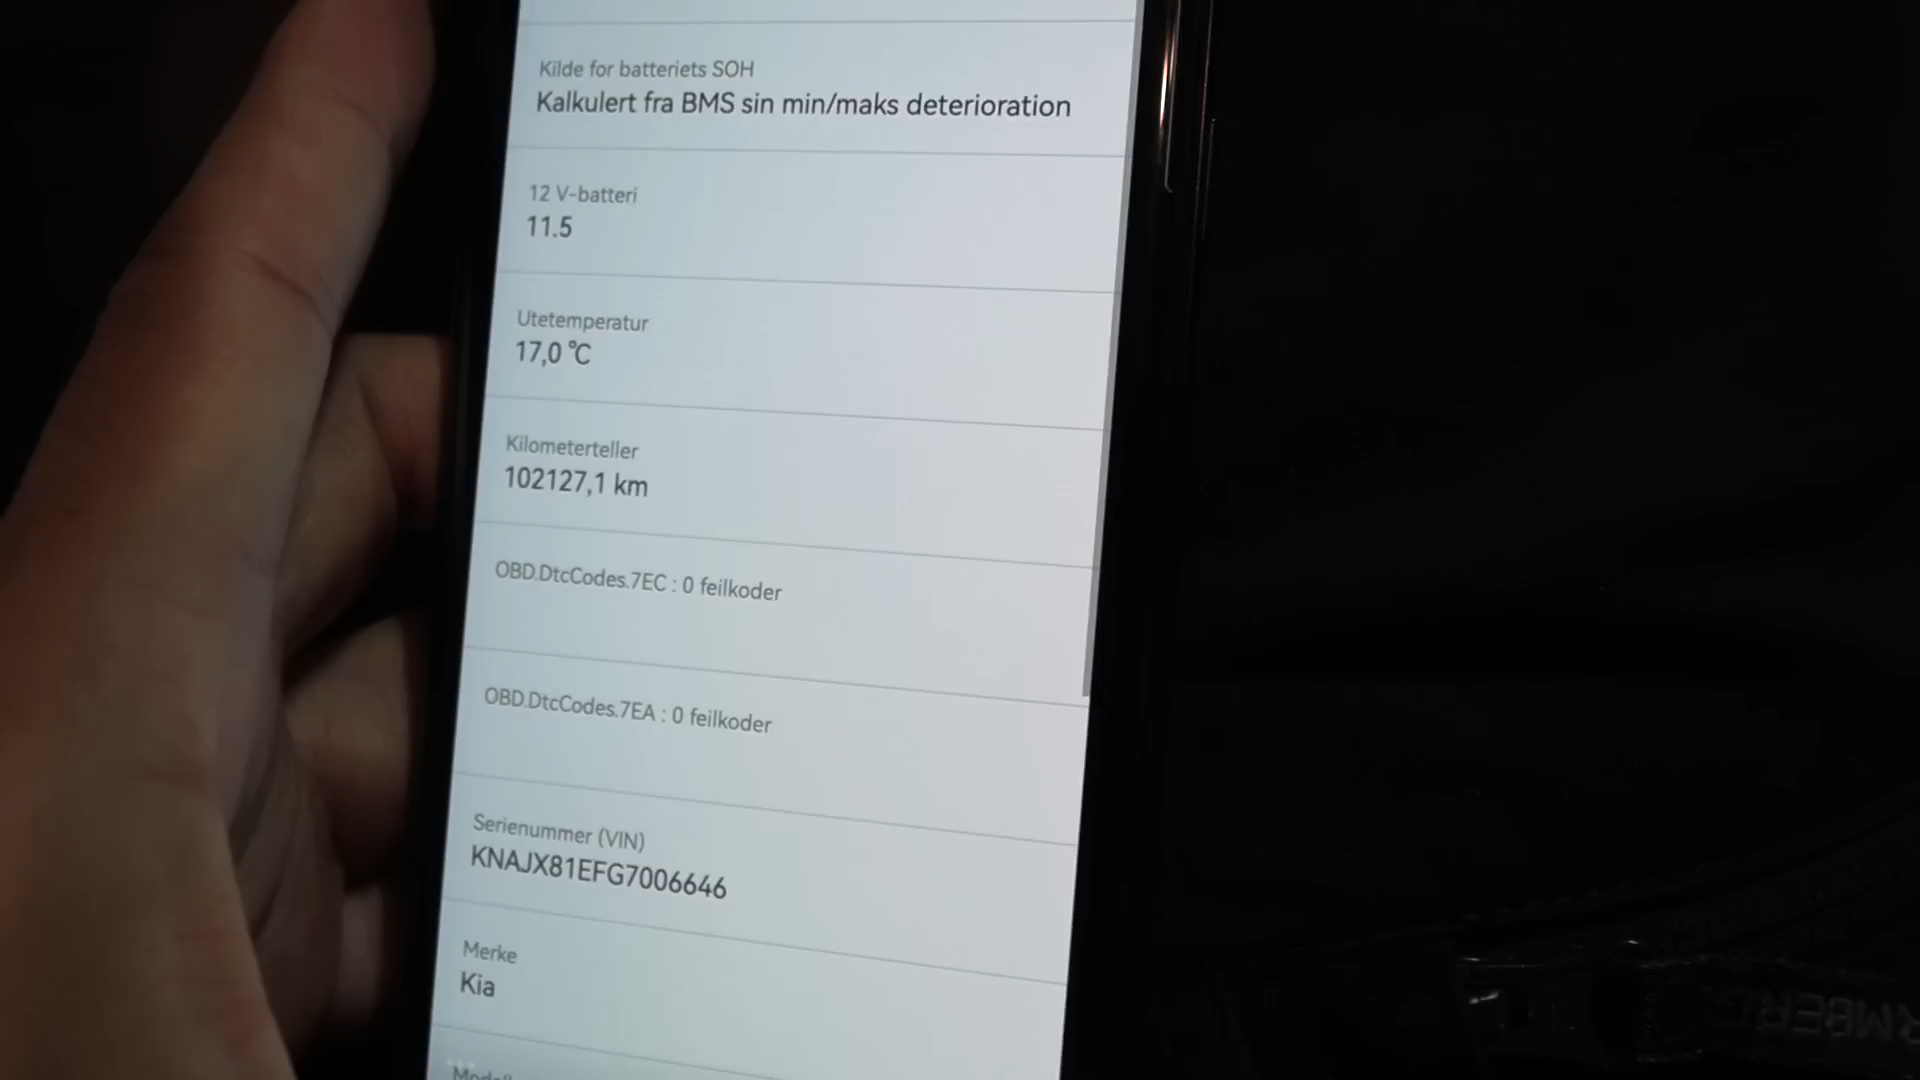 Kilde for batteriets SOH
Kalkulert fra BMS sin min/maks deterioration
12 V-batteri
11.5
Utetemperatur
17,0 °C
Kilometerteller
102127,1 km
OBD.DtcCodes.7EC : 0 feilkoder
OBD.DtcCodes.7EA : 0 feilkoder
Serienummer (VIN)
KNAJX81EFG7006646
Merke
Kia